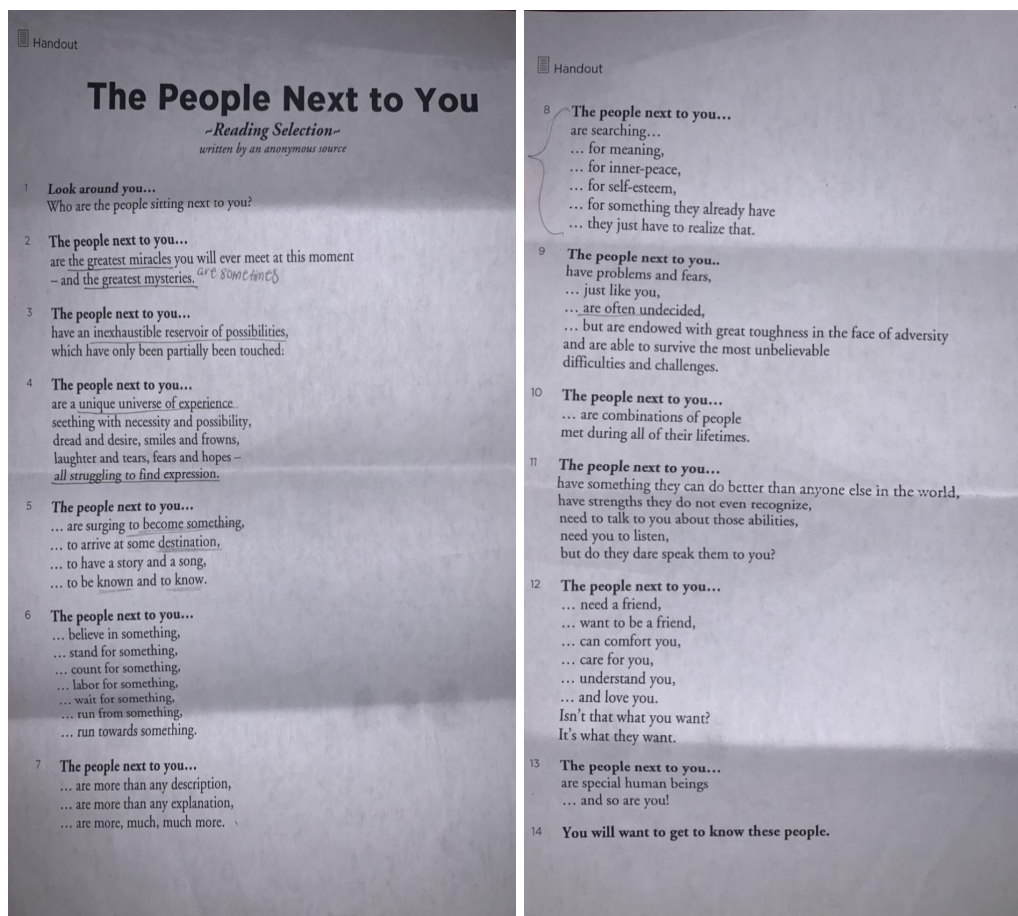 Handout
The People Next to You
~Reading Selection~
written by an anonymous source
1 Look around you...
Who are the people sitting next to you?
2 The people next to you...
are the greatest miracles you will ever meet at this moment
– and the greatest mysteries. are sometimes
3 The people next to you...
have an inexhaustible reservoir of possibilities,
which have only been partially been touched:
4 The people next to you...
are a unique universe of experience
seething with necessity and possibility,
dread and desire, smiles and frowns,
laughter and tears, fears and hopes –
all struggling to find expression.
5 The people next to you...
... are surging to become something,
... to arrive at some destination,
... to have a story and a song,
... to be known and to know.
6 The people next to you...
... believe in something,
... stand for something,
... count for something,
... labor for something,
... wait for something,
... run from something,
... run towards something.
7 The people next to you...
... are more than any description,
... are more than any explanation,
... are more, much, much more.
Handout
8 The people next to you...
are searching...
... for meaning,
... for inner-peace,
... for self-esteem,
... for something they already have
... they just have to realize that.
9 The people next to you..
have problems and fears,
... just like you,
... are often undecided,
... but are endowed with great toughness in the face of adversity
and are able to survive the most unbelievable
difficulties and challenges.
10 The people next to you...
... are combinations of people
met during all of their lifetimes.
11 The people next to you...
have something they can do better than anyone else in the world,
have strengths they do not even recognize,
need to talk to you about those abilities,
need you to listen,
but do they dare speak them to you?
12 The people next to you...
... need a friend,
... want to be a friend,
... can comfort you,
... care for you,
... understand you,
... and love you.
Isn't that what you want?
It's what they want.
13 The people next to you...
are special human beings
... and so are you!
14 You will want to get to know these people.